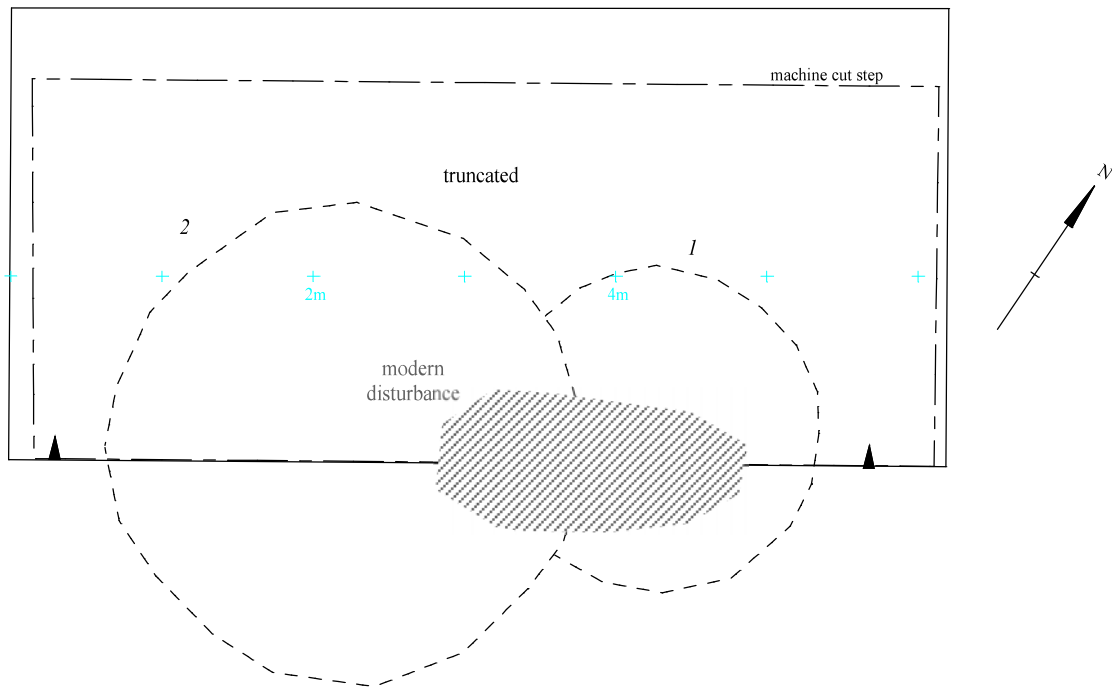 machine cut step
truncated
N
2
1
2m
4m
modern
disturbance